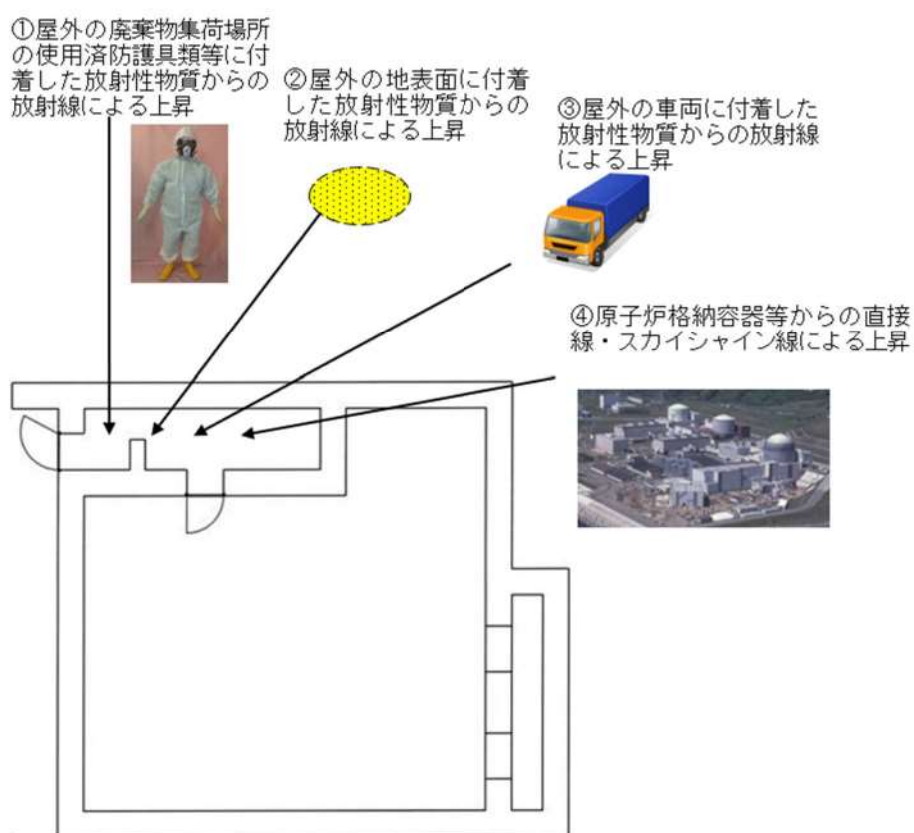 ①屋外の廃棄物集荷場所
の使用済防護具類等に付
着した放射性物質からの
放射線による上昇
②屋外の地表面に付着
した放射性物質からの
放射線による上昇
③屋外の車両に付着した
放射性物質からの放射線
による上昇
④原子炉格納容器等からの直接
線・スカイシャイン線による上昇